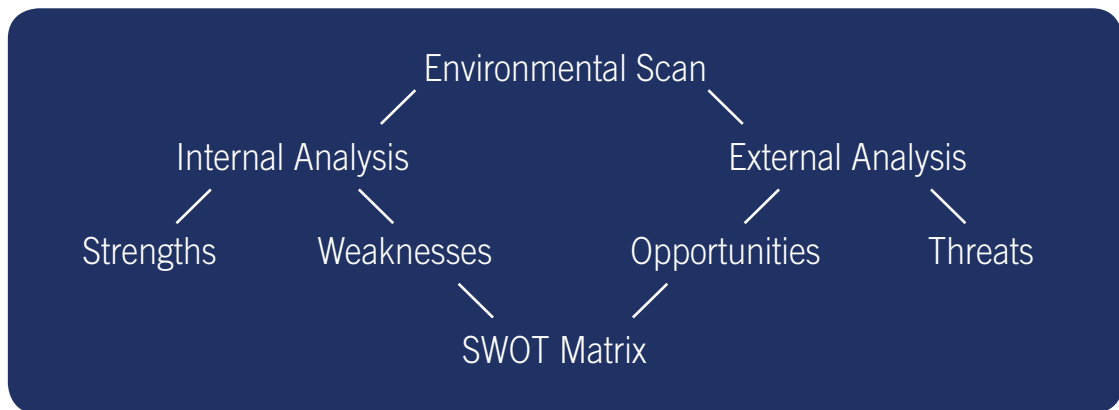 Environmental Scan
Internal Analysis External Analysis
Strengths Weaknesses Opportunities Threats
SWOT Matrix